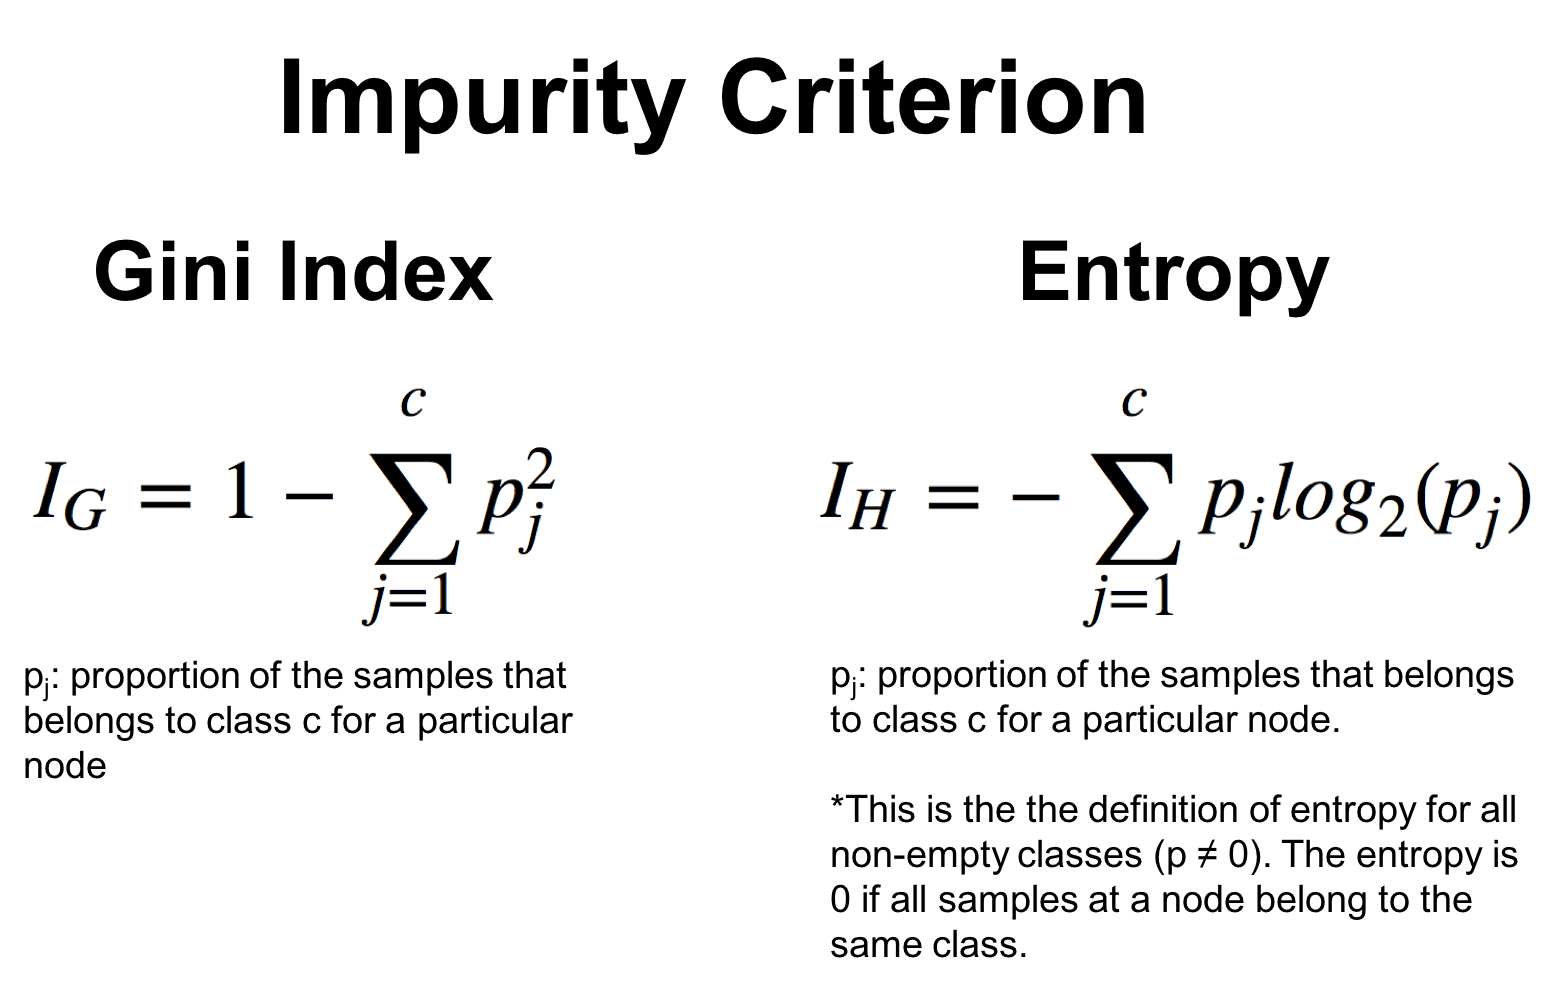 Impurity Criterion
Gini Index
I_G = 1 − \sum_{j=1}^{c} p_j^2
p_j: proportion of the samples that
belongs to class c for a particular
node
Entropy
I_H = − \sum_{j=1}^{c} p_j log_2(p_j)
p_j: proportion of the samples that belongs
to class c for a particular node.
*This is the the definition of entropy for all
non-empty classes (p ≠ 0). The entropy is
0 if all samples at a node belong to the
same class.